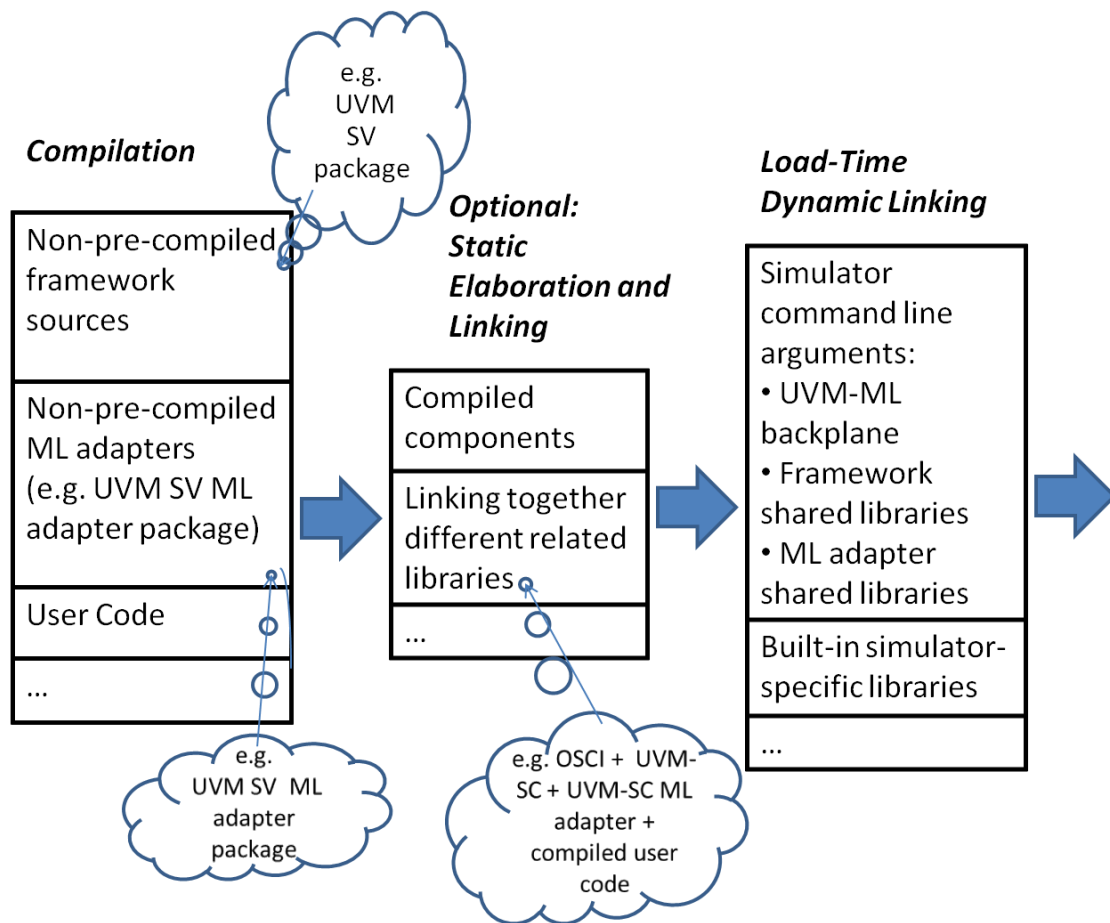 e.g.
UVM
SV
package
Compilation
Non-pre-compiled
framework
sources
Non-pre-compiled
ML adapters
(e.g. UVM SV ML
adapter package)
User Code
...
e.g.
UVM SV ML
adapter
package
Optional:
Static
Elaboration and
Linking
Compiled
components
Linking together
different related
libraries
...
e.g. OSCI + UVM-
SC + UVM-SC ML
adapter +
compiled user
code
Load-Time
Dynamic Linking
Simulator
command line
arguments:
• UVM-ML
backplane
• Framework
shared libraries
• ML adapter
shared libraries
Built-in simulator-
specific libraries
...